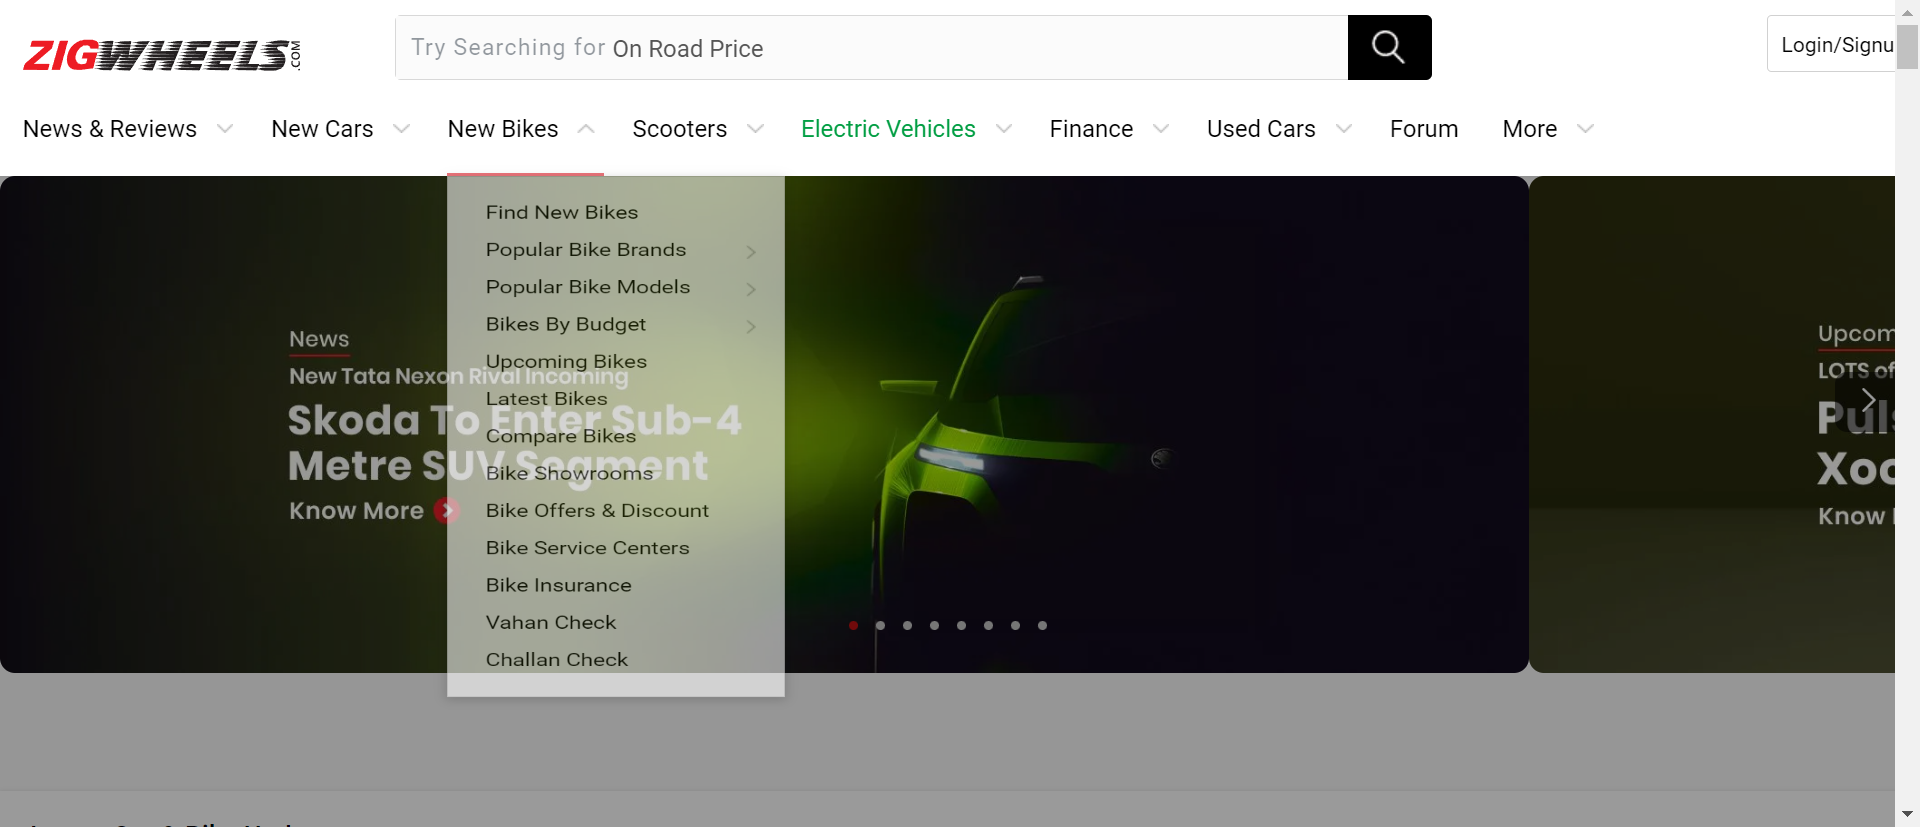 ZIGWHEELS.COM
Try Searching for On Road Price
Login/Signu
News & Reviews New Cars New Bikes Scooters Electric Vehicles Finance Used Cars Forum More
Find New Bikes
Popular Bike Brands
Popular Bike Models
Bikes By Budget
Upcoming Bikes
Latest Bikes
Compare Bikes
Bike Showrooms
Bike Offers & Discount
Bike Service Centers
Bike Insurance
Vahan Check
Challan Check
News
New Tata Nexon Rival Incoming
Skoda To Enter Sub-4
Metre SUV Segment
Know More
Upcom
LOTS of
Puls
Xoo
Know